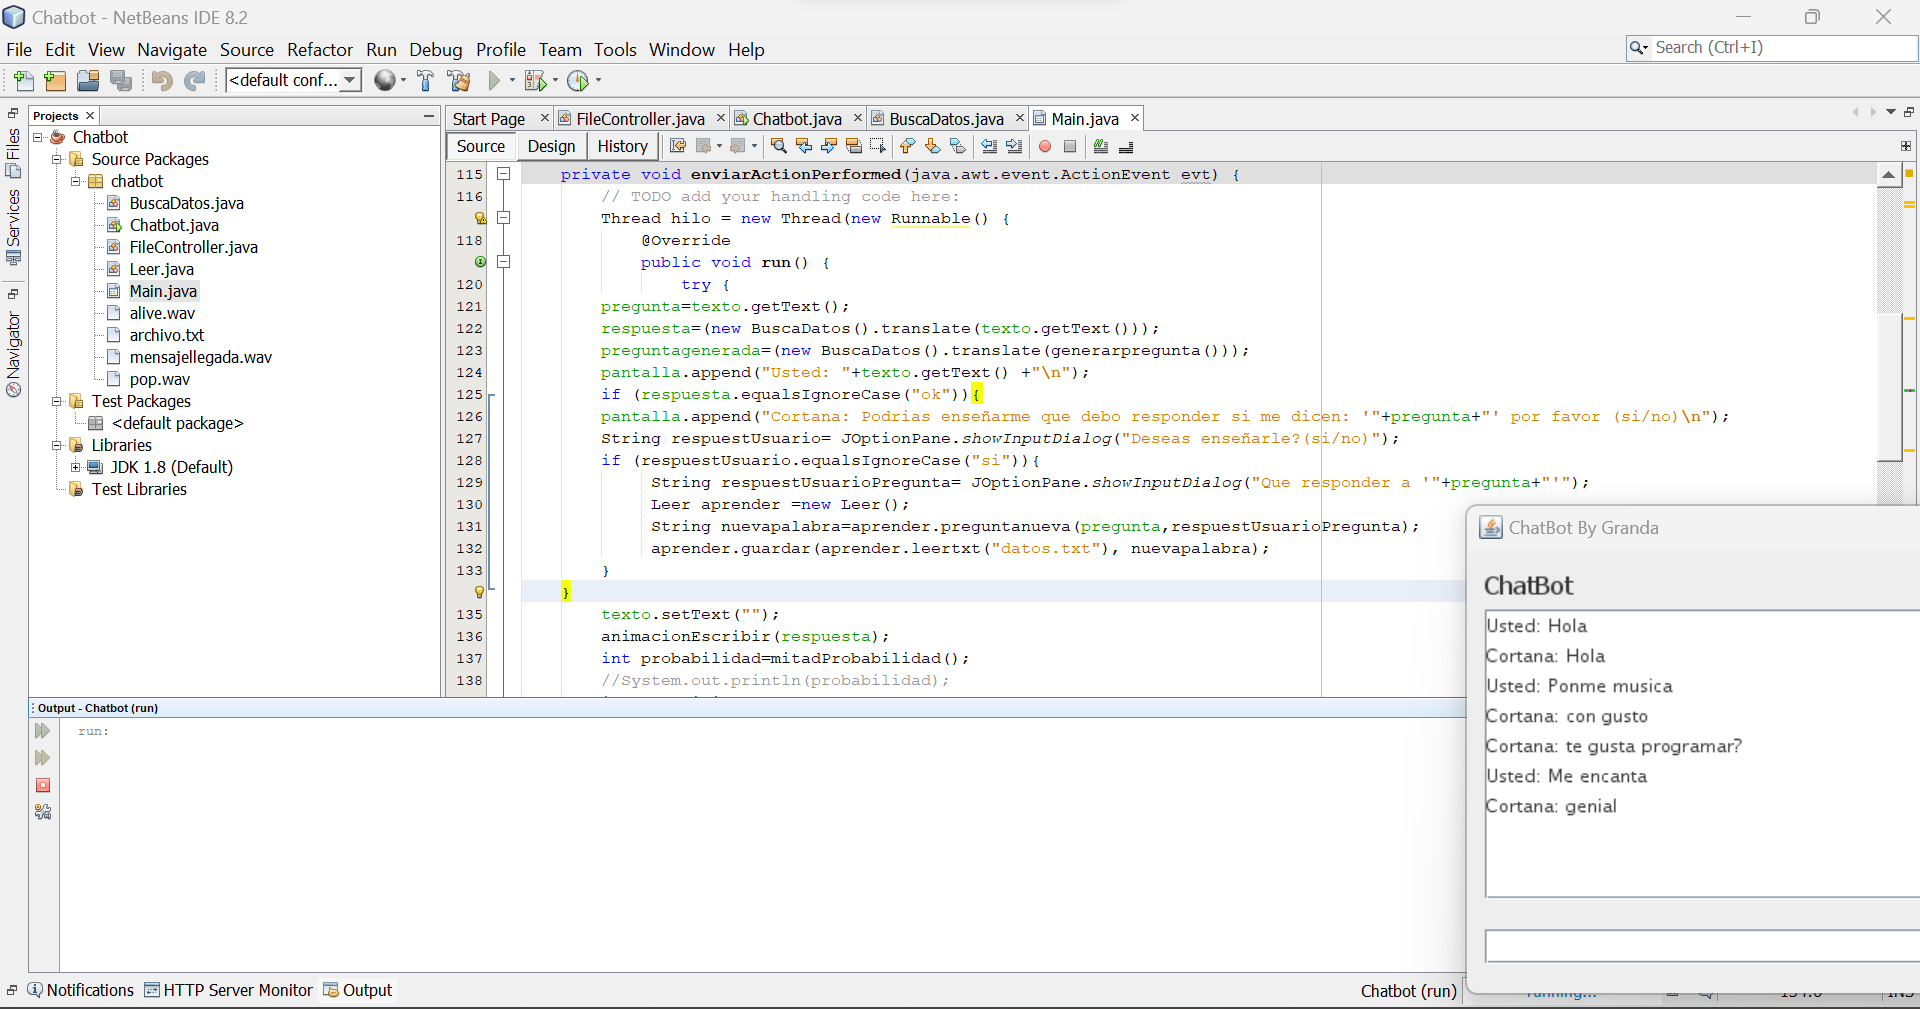 Chatbot - NetBeans IDE 8.2
File Edit View Navigate Source Refactor Run Debug Profile Team Tools Window Help
Search (Ctrl+I)
<default conf...
Files
Services
Navigator
Projects
Chatbot
Source Packages
chatbot
BuscaDatos.java
Chatbot.java
FileController.java
Leer.java
Main.java
alive.wav
archivo.txt
mensajellegada.wav
pop.wav
Test Packages
<default package>
Libraries
JDK 1.8 (Default)
Test Libraries
Start Page FileController.java Chatbot.java BuscaDatos.java Main.java
Source Design History
115 private void enviarActionPerformed(java.awt.event.ActionEvent evt) {
116 // TODO add your handling code here:
Thread hilo = new Thread(new Runnable() {
118 @Override
public void run() {
120 try {
121 pregunta=texto.getText();
122 respuesta=(new BuscaDatos().translate(texto.getText()));
123 preguntagenerada=(new BuscaDatos().translate(generarpregunta()));
124 pantalla.append("Usted: "+texto.getText() +"\n");
125 if (respuesta.equalsIgnoreCase("ok")){
126 pantalla.append("Cortana: Podrias enseñarme que debo responder si me dicen: '"+pregunta+"' por favor (si/no)\n");
127 String respuestUsuario= JOptionPane.showInputDialog("Deseas enseñarle?(si/no)");
128 if (respuestUsuario.equalsIgnoreCase("si")){
129 String respuestUsuarioPregunta= JOptionPane.showInputDialog("Que responder a '"+pregunta+"'");
130 Leer aprender =new Leer();
131 String nuevapalabra=aprender.preguntanueva(pregunta,respuestUsuarioPregunta);
132 aprender.guardar(aprender.leertxt("datos.txt"), nuevapalabra);
133 }
}
135 texto.setText("");
136 animacionEscribir(respuesta);
137 int probabilidad=mitadProbabilidad();
138 //System.out.println(probabilidad);
Output - Chatbot (run)
run:
ChatBot By Granda
ChatBot
Usted: Hola
Cortana: Hola
Usted: Ponme musica
Cortana: con gusto
Cortana: te gusta programar?
Usted: Me encanta
Cortana: genial
Notifications HTTP Server Monitor Output
Chatbot (run)
running...
INS